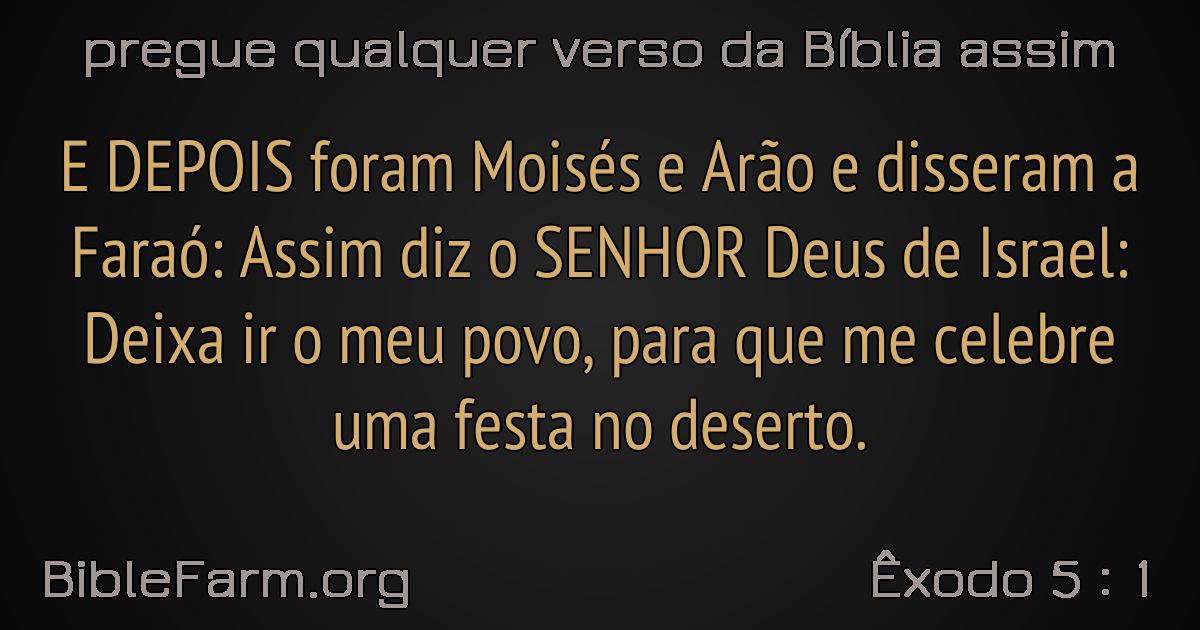 pregue qualquer verso da Bíblia assim
E DEPOIS foram Moisés e Arão e disseram a
Faraó: Assim diz o SENHOR Deus de Israel:
Deixa ir o meu povo, para que me celebre
uma festa no deserto.
BibleFarm.org
Êxodo 5 : 1